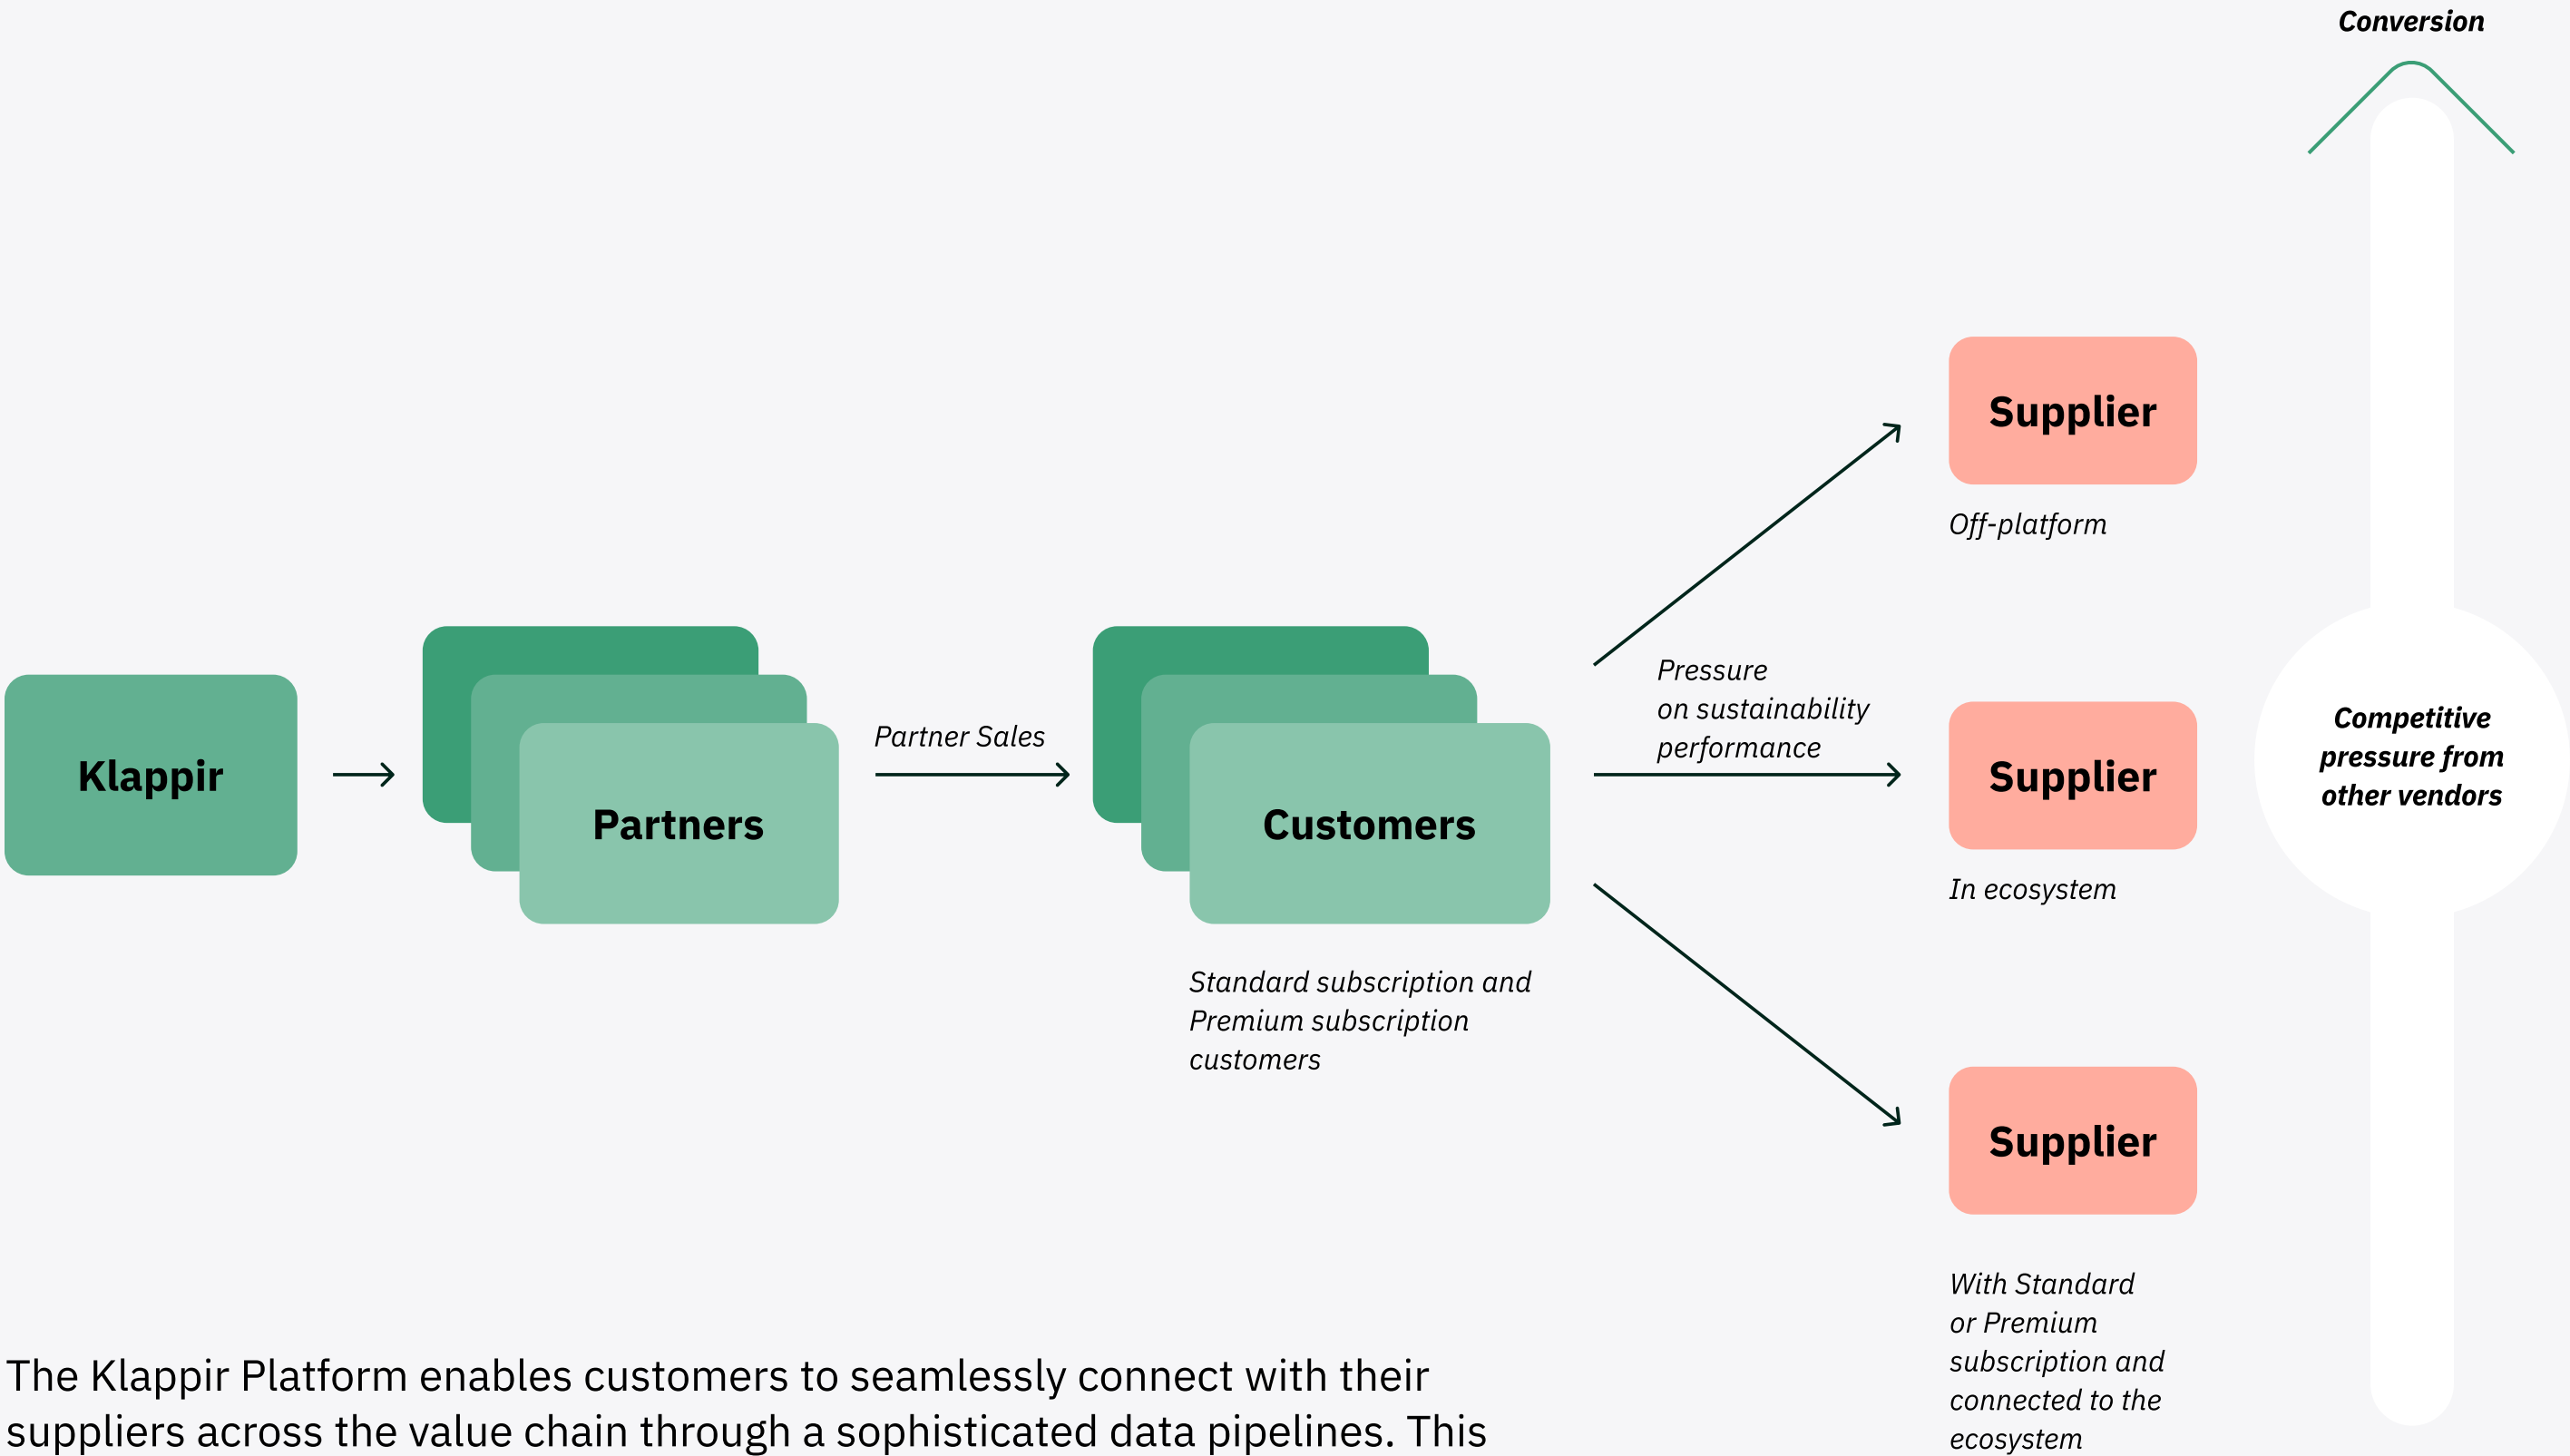 Conversion
Supplier
Off-platform
Klappir
Partners
Partner Sales
Customers
Standard subscription and
Premium subscription
customers
Pressure
on sustainability
performance
Supplier
In ecosystem
Competitive
pressure from
other vendors
Supplier
With Standard
or Premium
subscription and
connected to the
ecosystem
The Klappir Platform enables customers to seamlessly connect with their
suppliers across the value chain through a sophisticated data pipelines. This